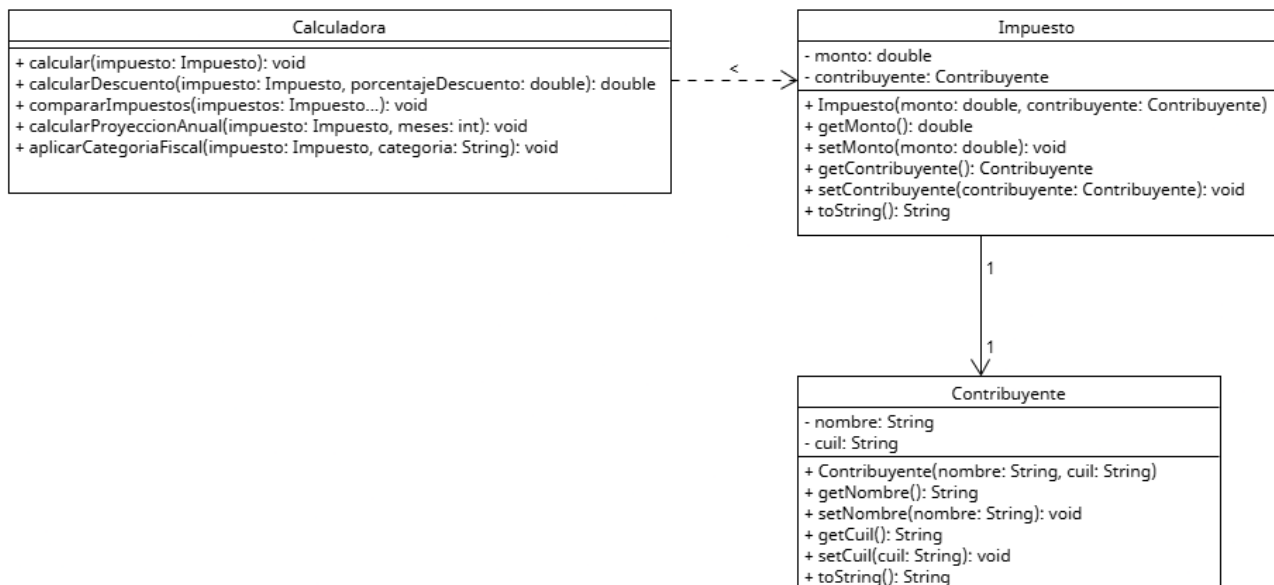 Calculadora
+ calcular(impuesto: Impuesto): void
+ calcularDescuento(impuesto: Impuesto, porcentajeDescuento: double): double
+ compararImpuestos(impuestos: Impuesto...): void
+ calcularProyeccionAnual(impuesto: Impuesto, meses: int): void
+ aplicarCategoriaFiscal(impuesto: Impuesto, categoria: String): void
<
Impuesto
- monto: double
- contribuyente: Contribuyente
+ Impuesto(monto: double, contribuyente: Contribuyente)
+ getMonto(): double
+ setMonto(monto: double): void
+ getContribuyente(): Contribuyente
+ setContribuyente(contribuyente: Contribuyente): void
+ toString(): String
1
1
Contribuyente
- nombre: String
- cuil: String
+ Contribuyente(nombre: String, cuil: String)
+ getNombre(): String
+ setNombre(nombre: String): void
+ getCuil(): String
+ setCuil(cuil: String): void
+ toString(): String